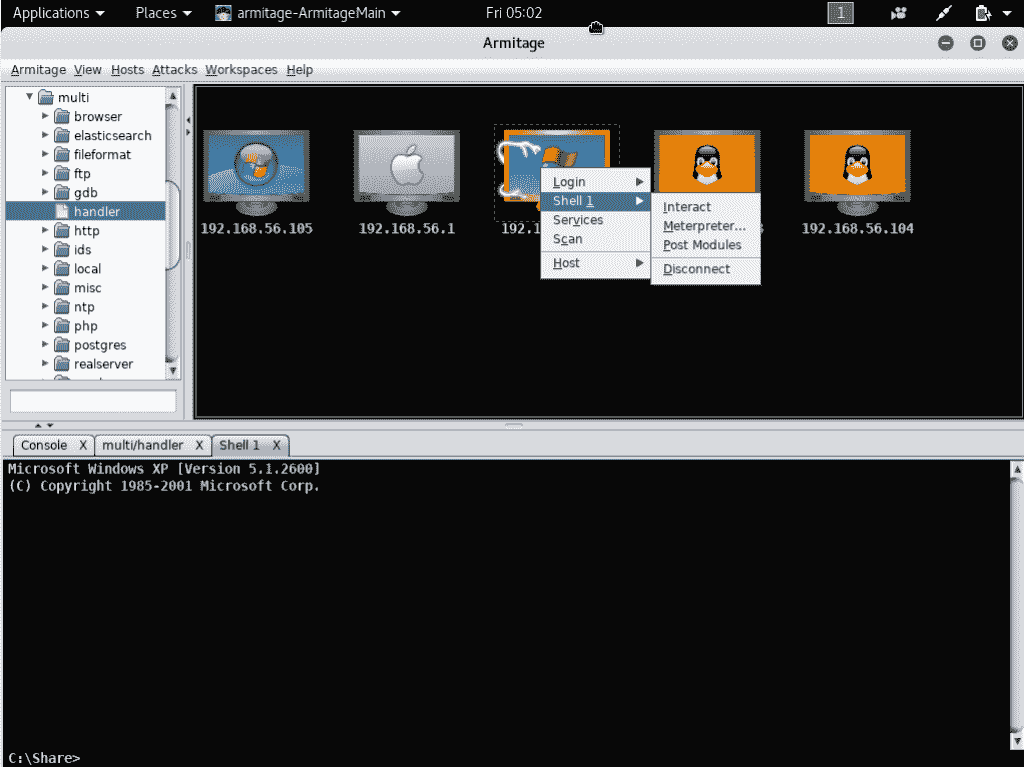 Applications Places armitage-ArmitageMain Fri 05:02 1
Armitage
Armitage View Hosts Attacks Workspaces Help
multi
browser
elasticsearch
fileformat
ftp
gdb
handler
http
ids
local
misc
ntp
php
postgres
realserver
192.168.56.105
192.168.56.1
192.1
192.168.56.104
Login
Shell 1
Services
Scan
Host
Interact
Meterpreter...
Post Modules
Disconnect
Console X multi/handler X Shell 1 X
Microsoft Windows XP [Version 5.1.2600]
(C) Copyright 1985-2001 Microsoft Corp.
C:\Share>